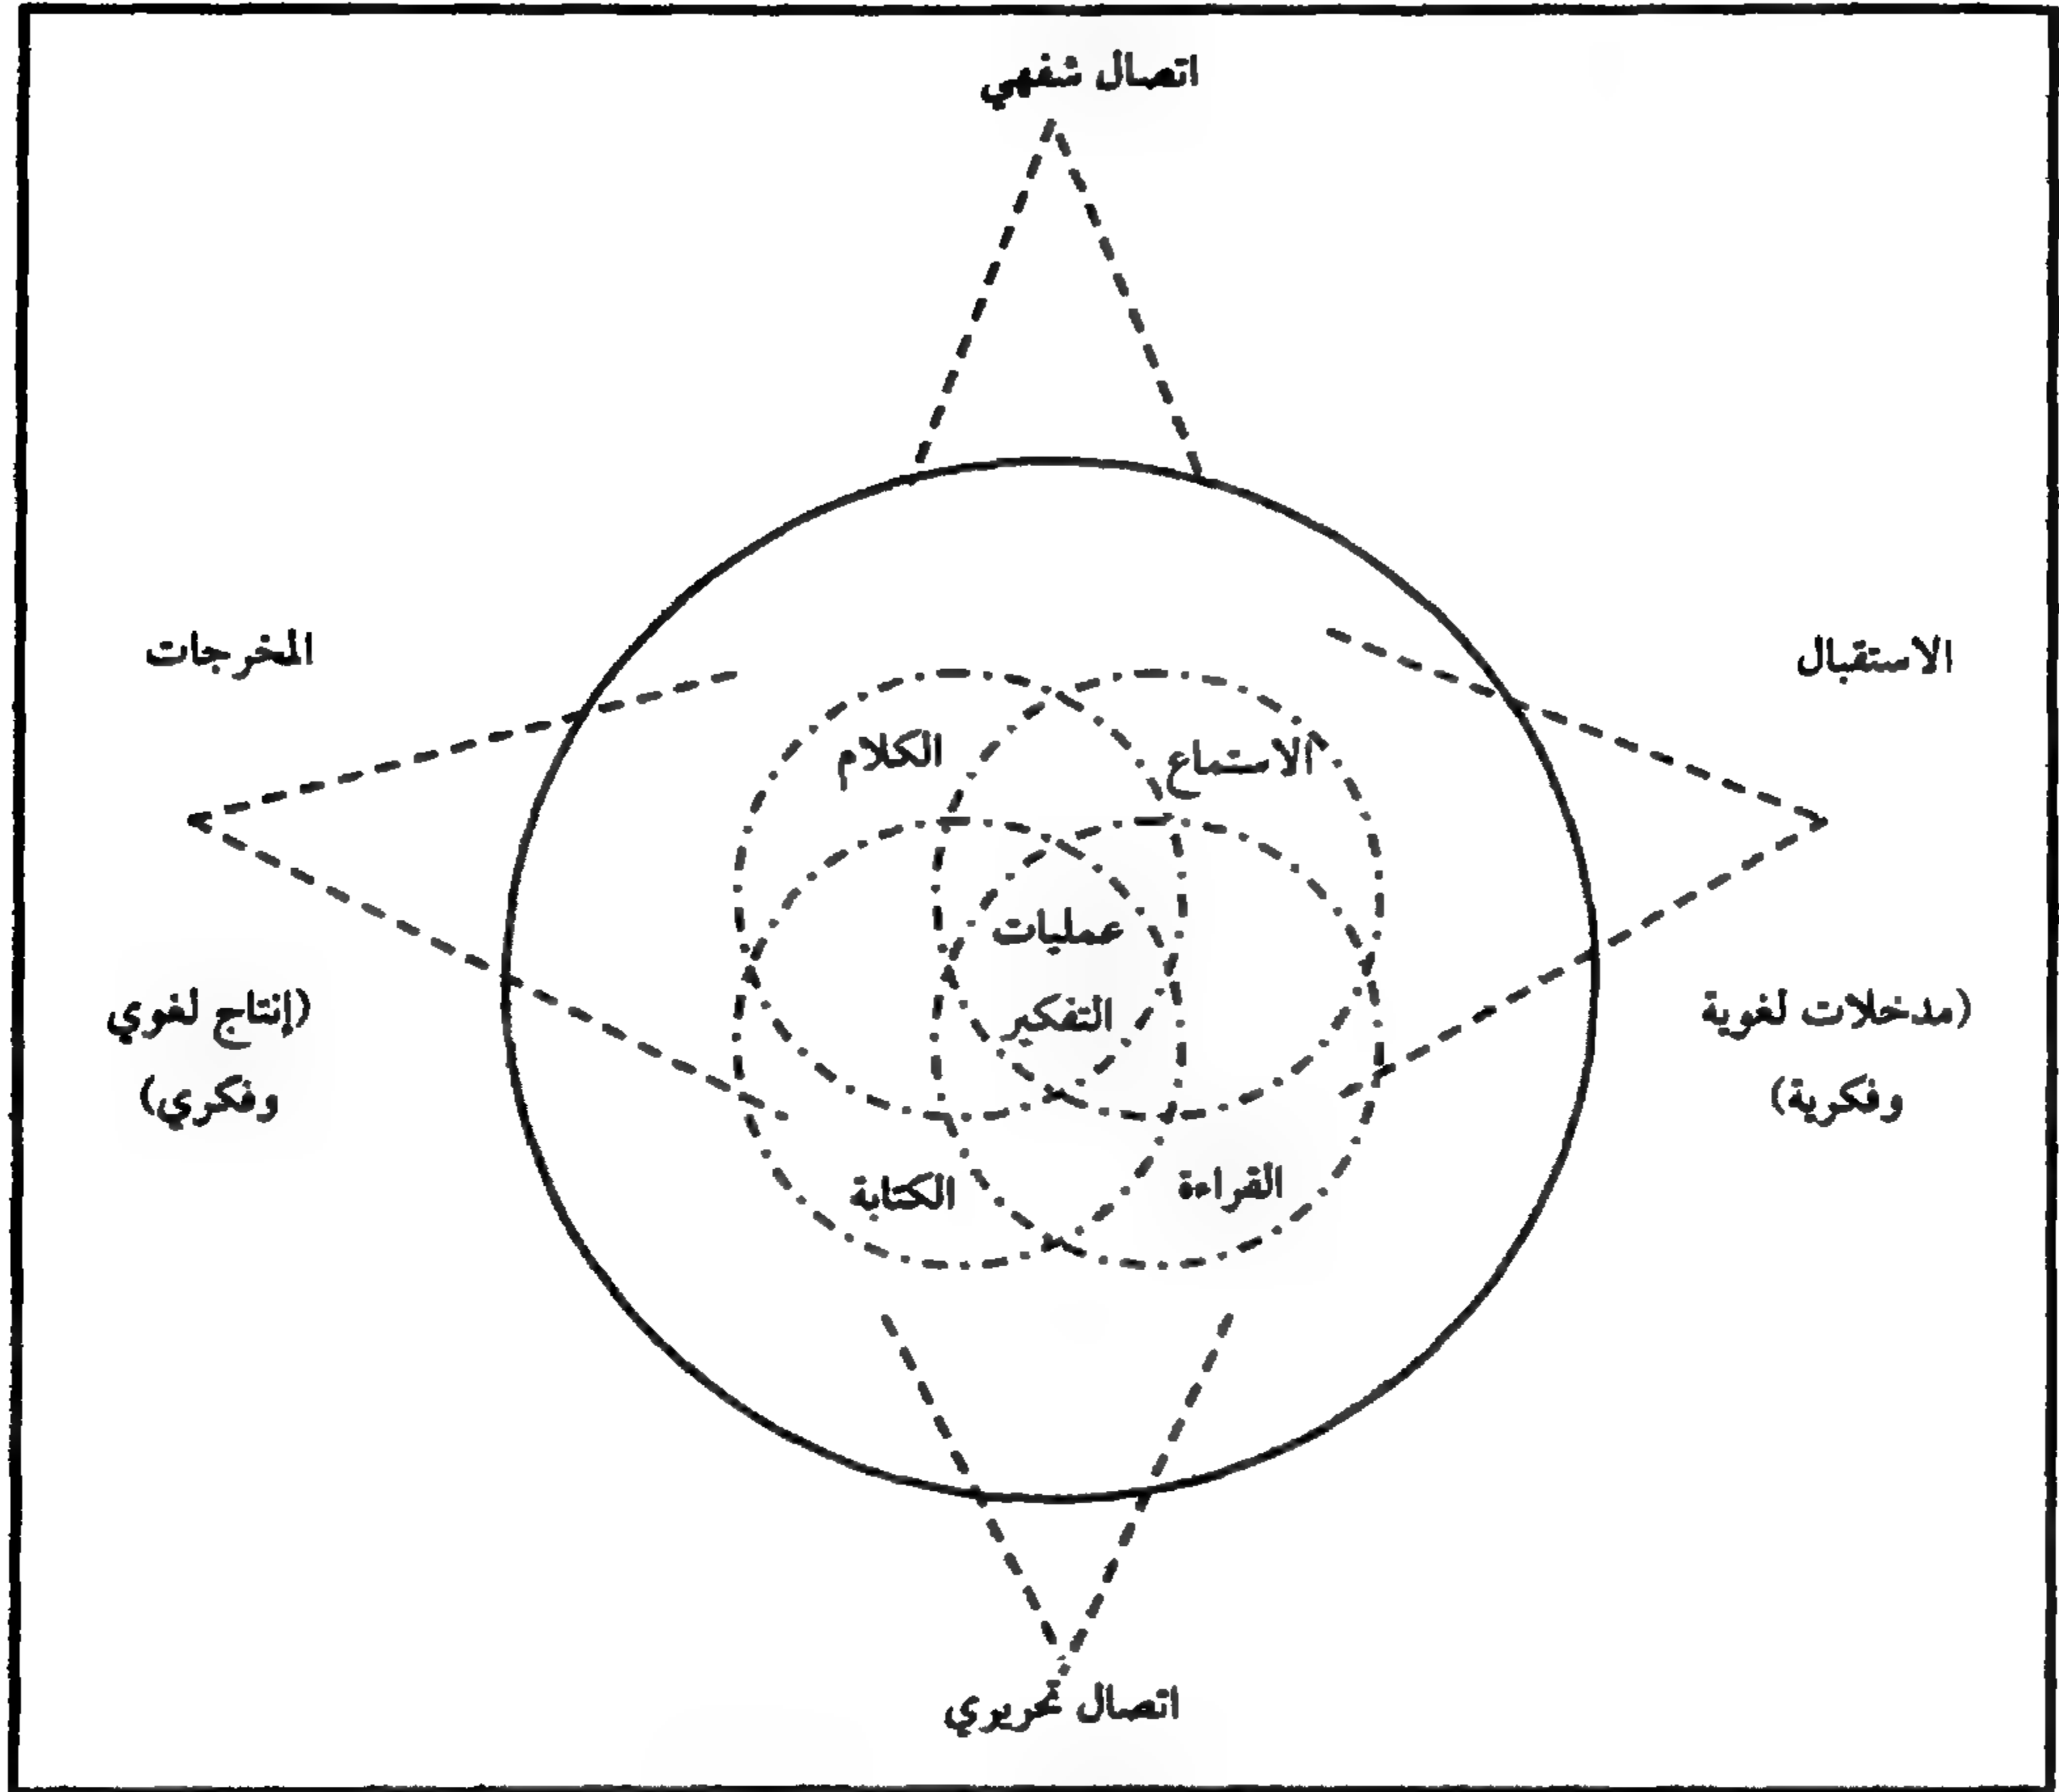 اتصال شفهي
الاستقبال
المخرجات
الاستماع
الكلام
عمليات
التفكير
(مدخلات لغوية
وفكرية)
(إنتاج لغوي
وفكري)
القراءة
الكتابة
اتصال تحريري